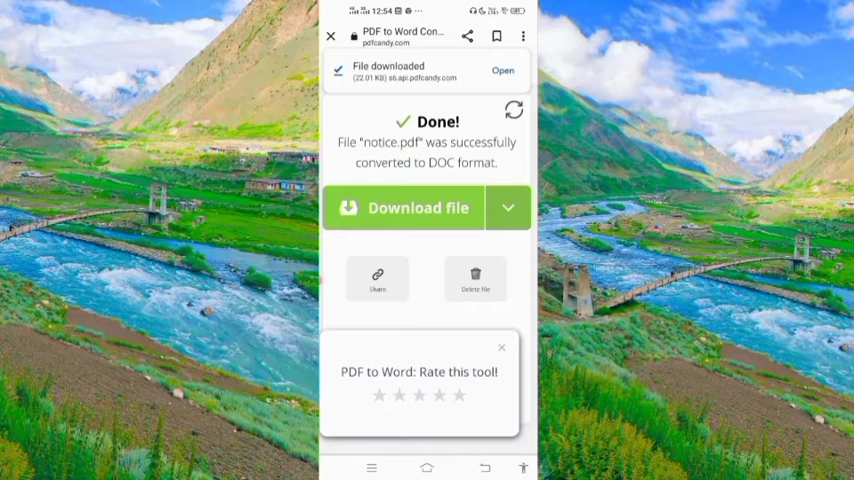 12:54
PDF to Word Con...
pdfcandy.com
File downloaded
(22.01 KB) s6.api.pdfcandy.com
Open
Done!
File "notice.pdf" was successfully
converted to DOC format.
Download file
Share
Delete file
PDF to Word: Rate this tool!